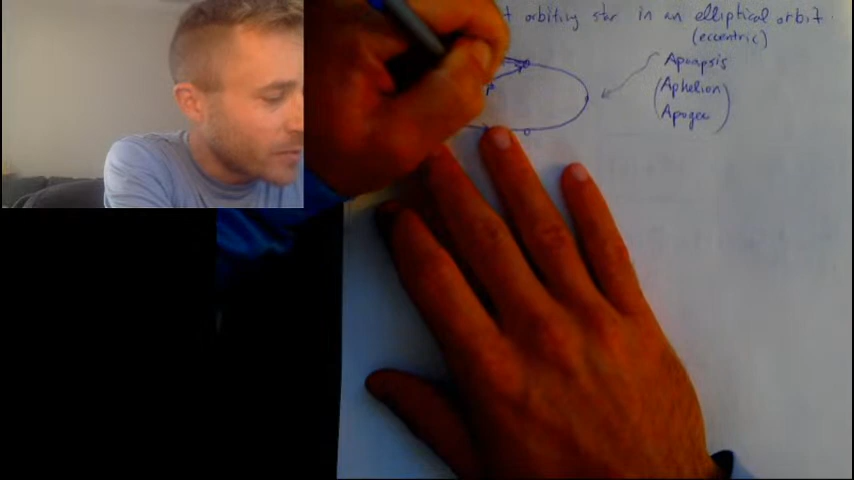 orbiting star in an elliptical orbit
(eccentric)
Apoapsis
(Aphelion
Apogee)